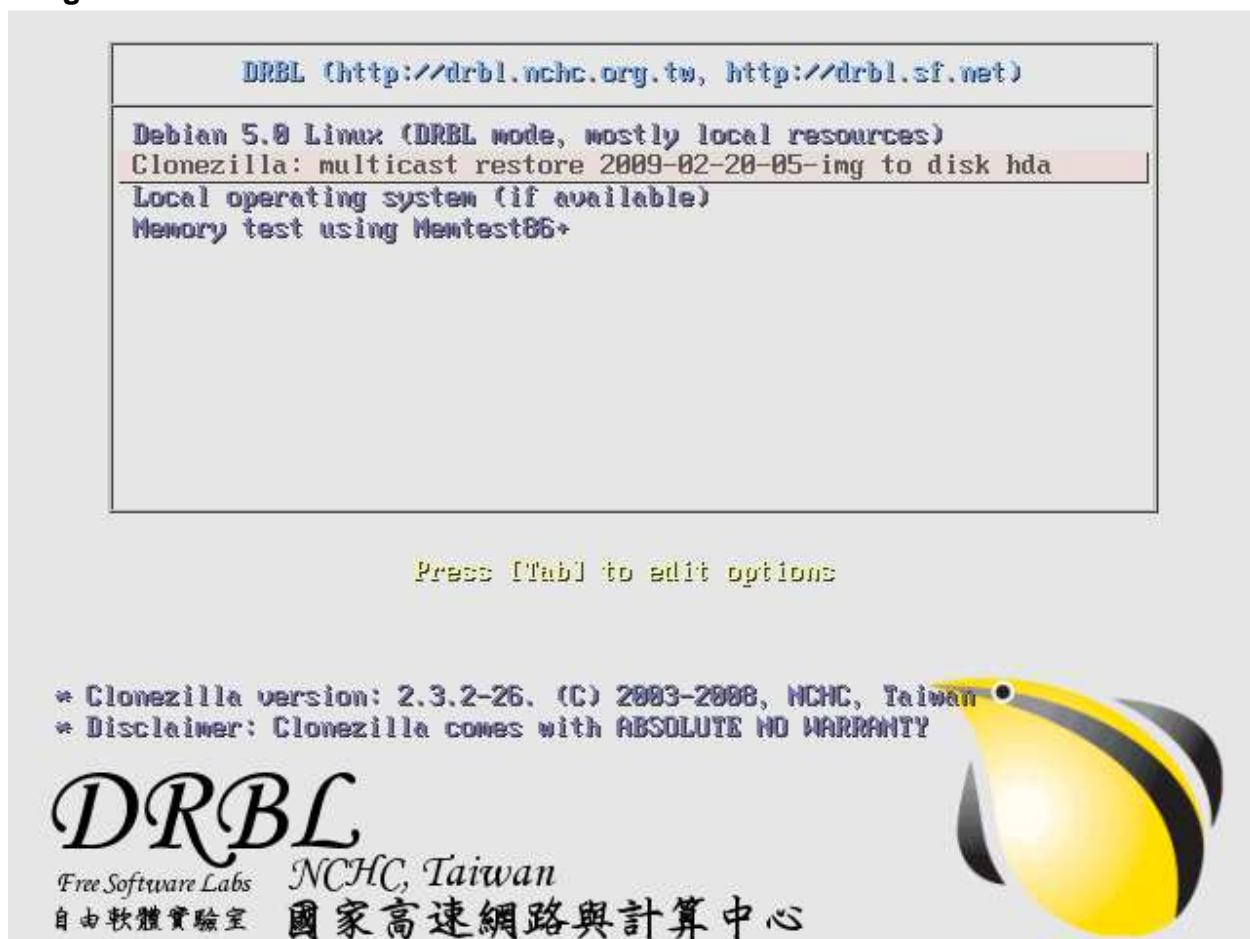 DRBL (http://drbl.nchc.org.tw, http://drbl.sf.net)
Debian 5.0 Linux (DRBL mode, mostly local resources)
Clonezilla: multicast restore 2009-02-20-05-img to disk hda
Local operating system (if available)
Memory test using Memtest86+
Press [Tab] to edit options
* Clonezilla version: 2.3.2-26. (C) 2003-2008, NCHC, Taiwan
* Disclaimer: Clonezilla comes with ABSOLUTE NO WARRANTY
DRBL
Free Software Labs NCHC, Taiwan
自由軟體實驗室 國家高速網路與計算中心